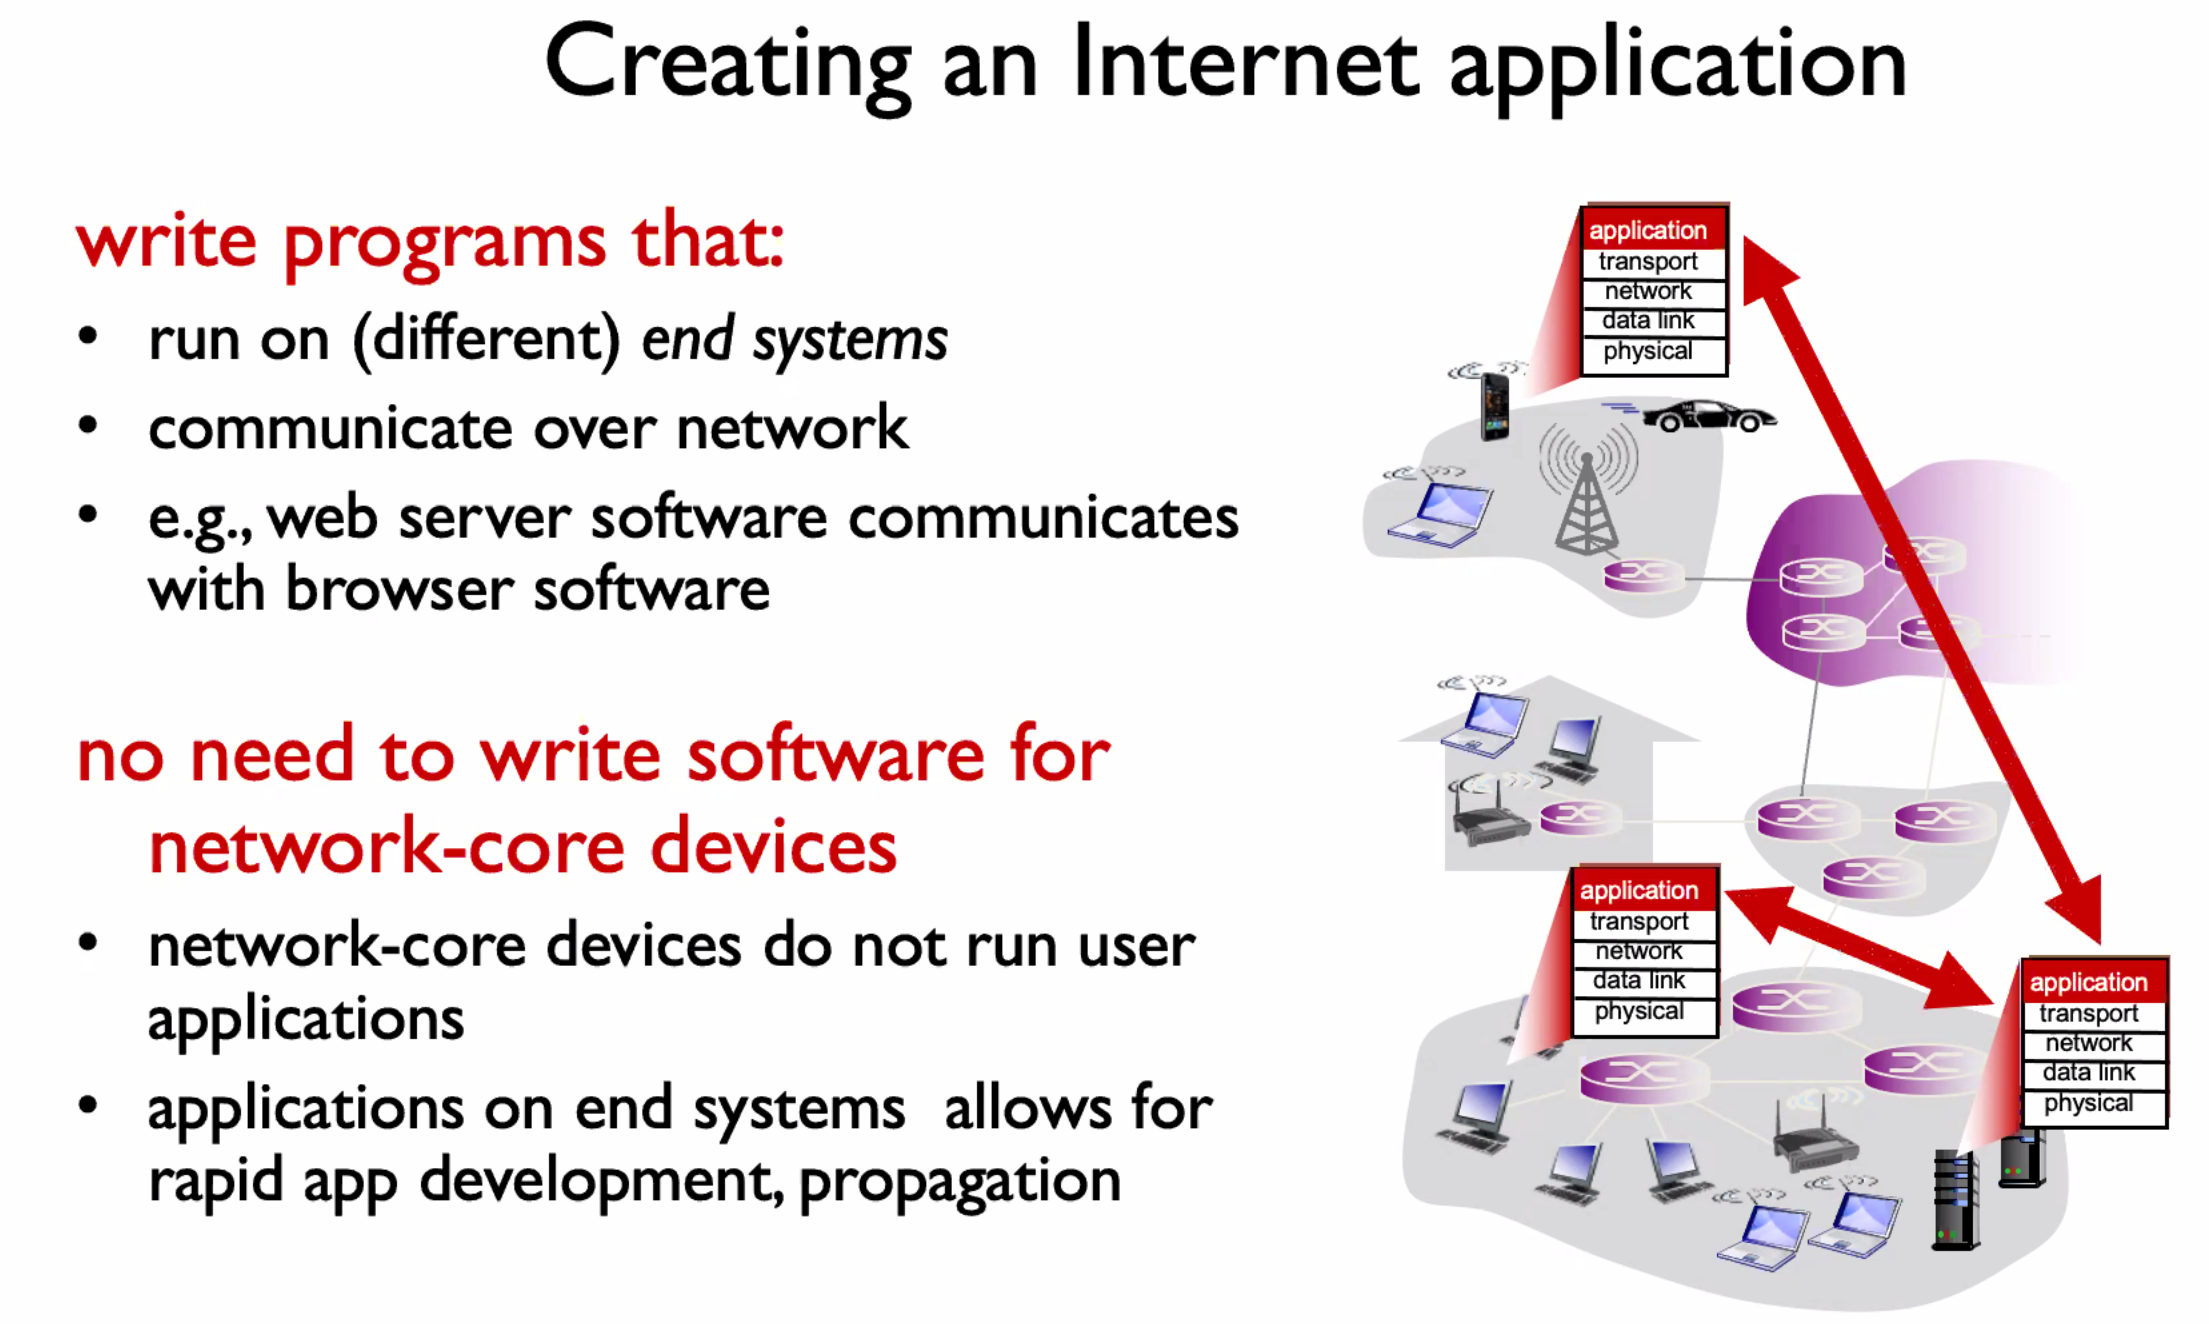 Creating an Internet application
write programs that:
• run on (different) end systems
• communicate over network
• e.g., web server software communicates
with browser software
no need to write software for
network-core devices
• network-core devices do not run user
applications
• applications on end systems allows for
rapid app development, propagation
application
transport
network
data link
physical
application
transport
network
data link
physical
application
transport
network
data link
physical